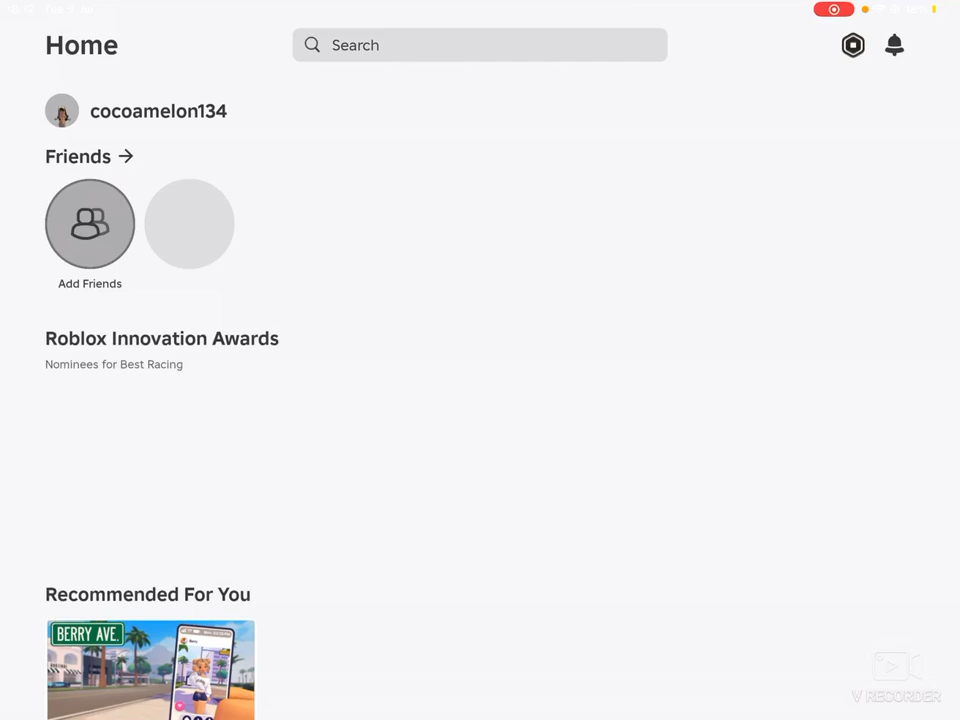 Home
Search
cocoamelon134
Friends
Add Friends
Roblox Innovation Awards
Nominees for Best Racing
Recommended For You
BERRY AVE.
V RECORDER